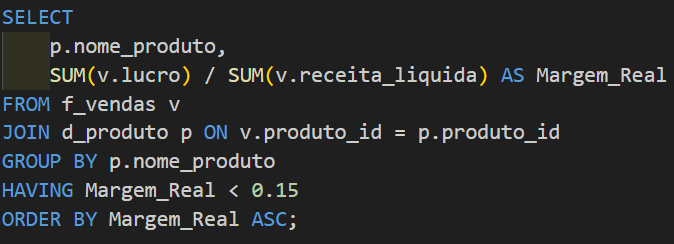 SELECT
    p.nome_produto,
    SUM(v.lucro) / SUM(v.receita_liquida) AS Margem_Real
FROM f_vendas v
JOIN d_produto p ON v.produto_id = p.produto_id
GROUP BY p.nome_produto
HAVING Margem_Real < 0.15
ORDER BY Margem_Real ASC;